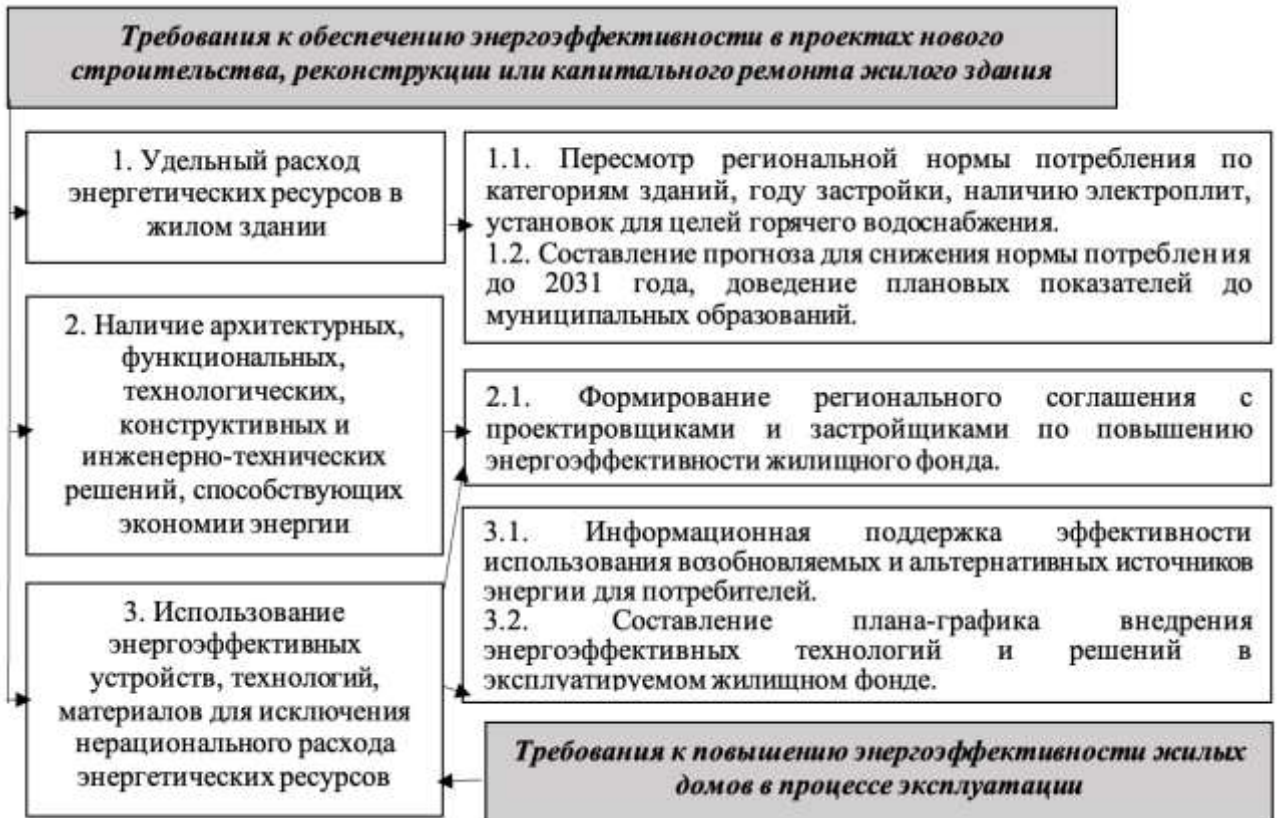 Требования к обеспечению энергоэффективности в проектах нового
строительства, реконструкции или капитального ремонта жилого здания
1. Удельный расход
энергетических ресурсов в
жилом здании
1.1. Пересмотр региональной нормы потребления по
категориям зданий, году застройки, наличию электроплит,
установок для целей горячего водоснабжения.
1.2. Составление прогноза для снижения нормы потребления
до 2031 года, доведение плановых показателей до
муниципальных образований.
2. Наличие архитектурных,
функциональных,
технологических,
конструктивных и
инженерно-технических
решений, способствующих
экономии энергии
2.1. Формирование регионального соглашения с
проектировщиками и застройщиками по повышению
энергоэффективности жилищного фонда.
3.1. Информационная поддержка эффективности
использования возобновляемых и альтернативных источников
энергии для потребителей.
3.2. Составление плана-графика внедрения
энергоэффективных технологий и решений в
эксплуатируемом жилищном фонде.
3. Использование
энергоэффективных
устройств, технологий,
материалов для исключения
нерационального расхода
энергетических ресурсов
Требования к повышению энергоэффективности жилых
домов в процессе эксплуатации